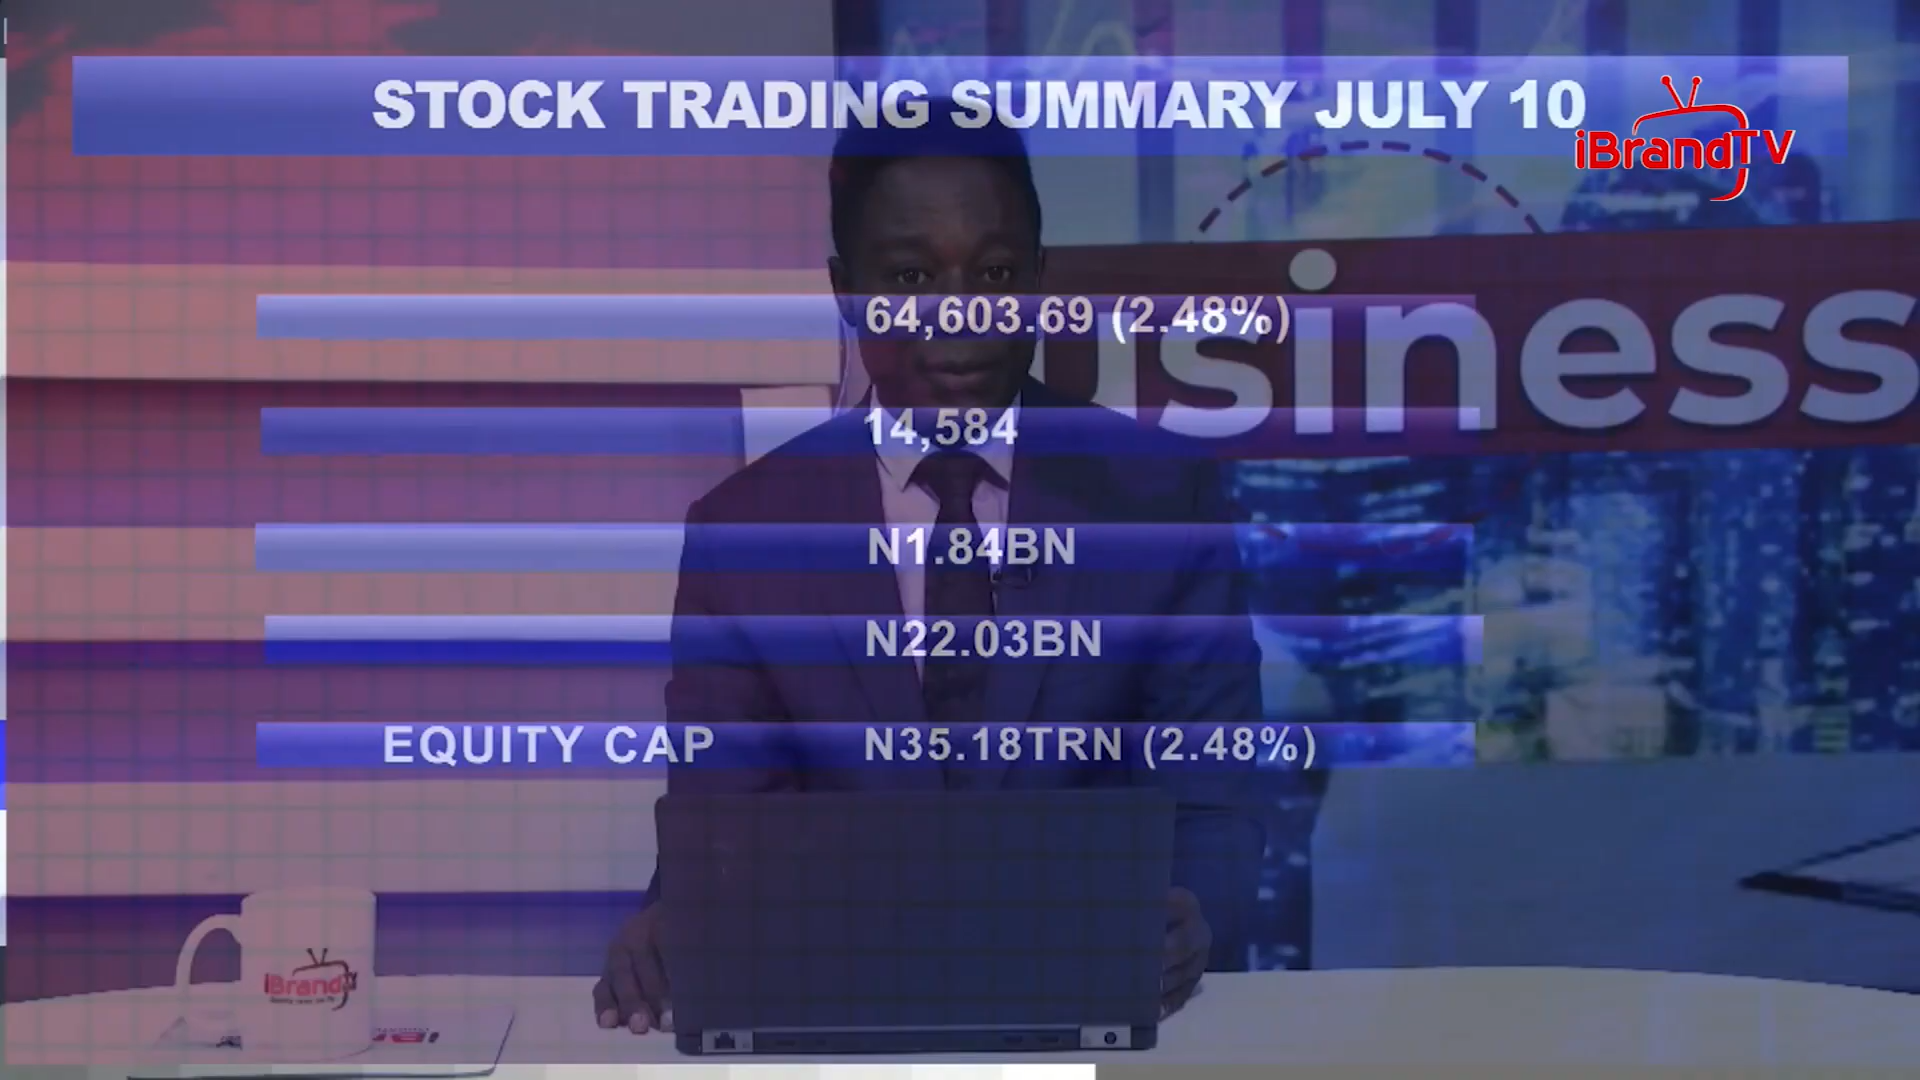 STOCK TRADING SUMMARY JULY 10
iBrandTV
64,603.69 (2.48%)
usiness
14,584
N1.84BN
N22.03BN
EQUITY CAP N35.18TRN (2.48%)
iBrandTV